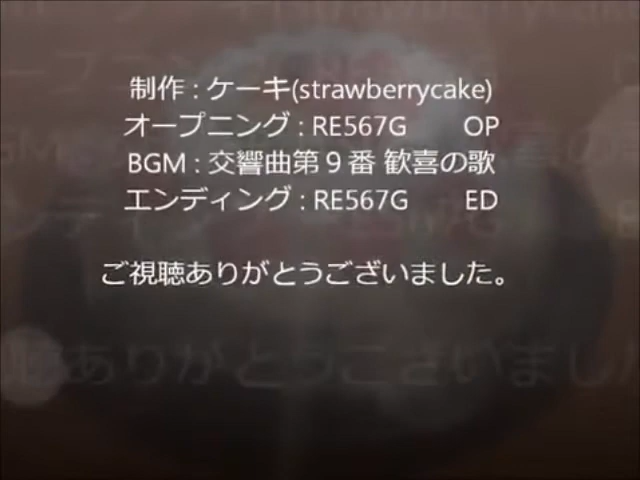 制作 : ケーキ(strawberrycake)
オープニング : RE567G OP
BGM : 交響曲第９番 歓喜の歌
エンディング : RE567G ED
ご視聴ありがとうございました。